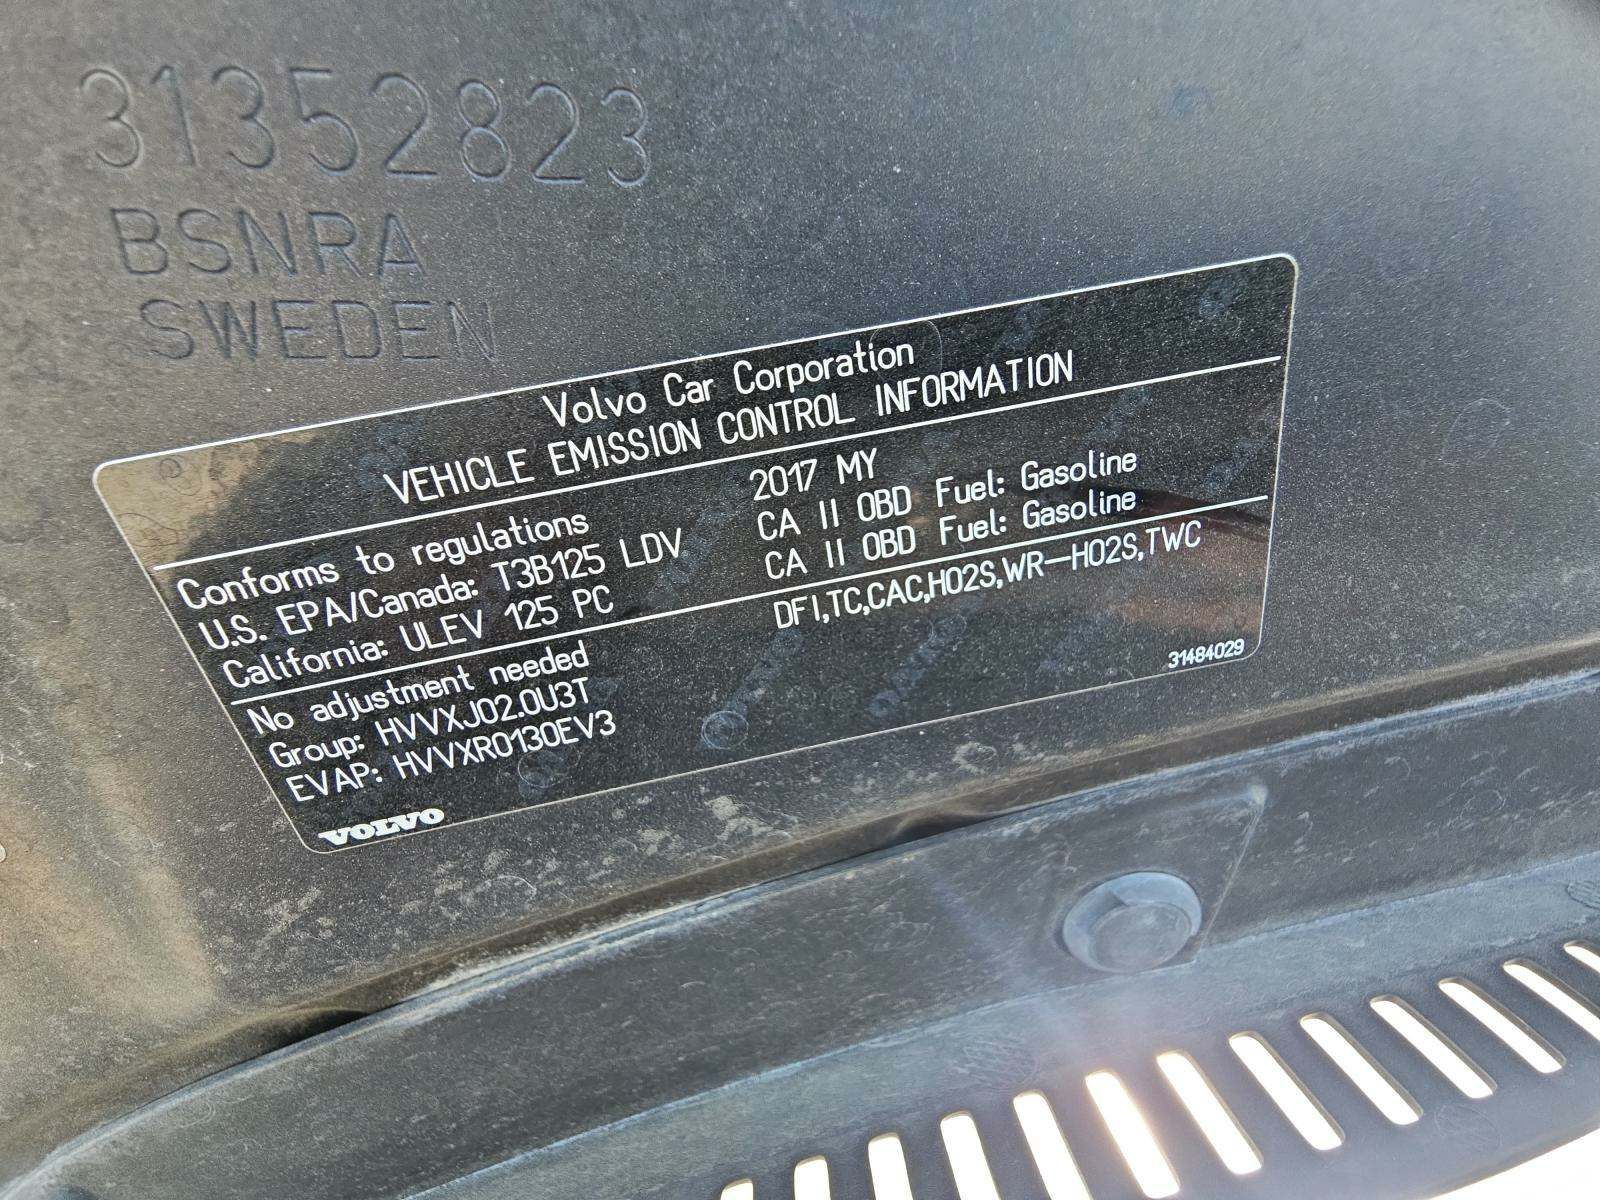 31352823
BSNRA
SWEDEN
Volvo Car Corporation
VEHICLE EMISSION CONTROL INFORMATION
Conforms to regulations 2017 MY
U.S. EPA/Canada: T3B125 LDV CA II OBD Fuel: Gasoline
California: ULEV 125 PC CA II OBD Fuel: Gasoline
No adjustment needed DFI,TC,CAC,HO2S,WR-HO2S,TWC
Group: HVVXJ02.0U3T
EVAP: HVVXR0130EV3
31484029
VOLVO